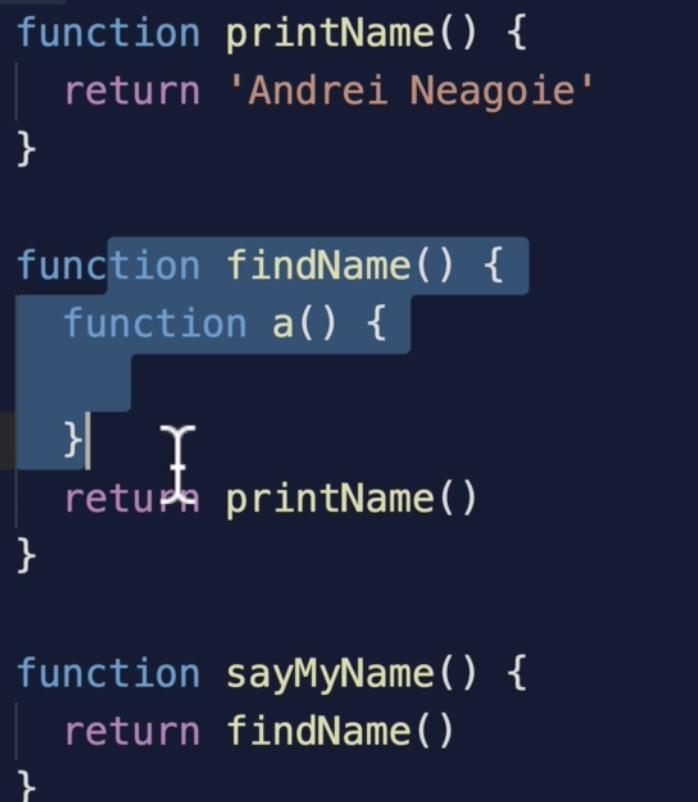 function printName() {
  return 'Andrei Neagoie'
}
function findName() {
  function a() {
  }
  return printName()
}
function sayMyName() {
  return findName()
}